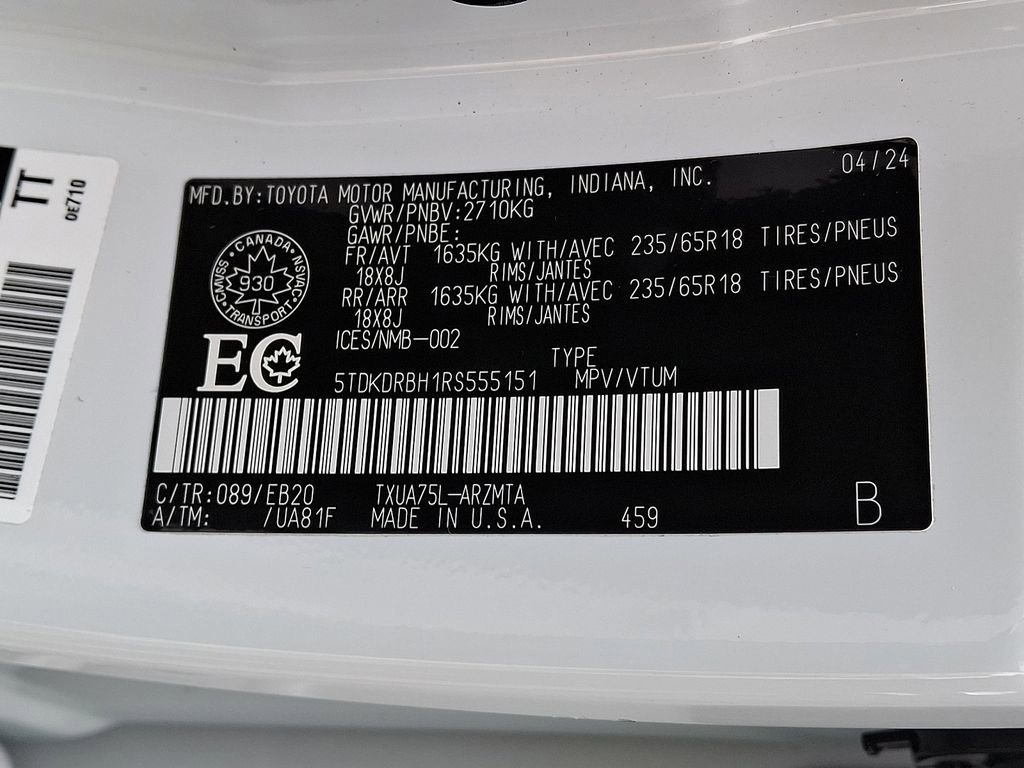 TT
0E710
MFD.BY:TOYOTA MOTOR MANUFACTURING, INDIANA, INC. 04/24
GVWR/PNBV:2710KG
GAWR/PNBE:
FR/AVT 1635KG WITH/AVEC 235/65R18 TIRES/PNEUS
18X8J RIMS/JANTES
RR/ARR 1635KG WITH/AVEC 235/65R18 TIRES/PNEUS
18X8J RIMS/JANTES
ICES/NMB-002
CANADA
CMVSS NSVAC
930
TRANSPORT
EC
TYPE
5TDKDRBH1RS555151 MPV/VTUM
C/TR:089/EB20 TXUA75L-ARZMTA
A/TM: /UA81F MADE IN U.S.A. 459 B